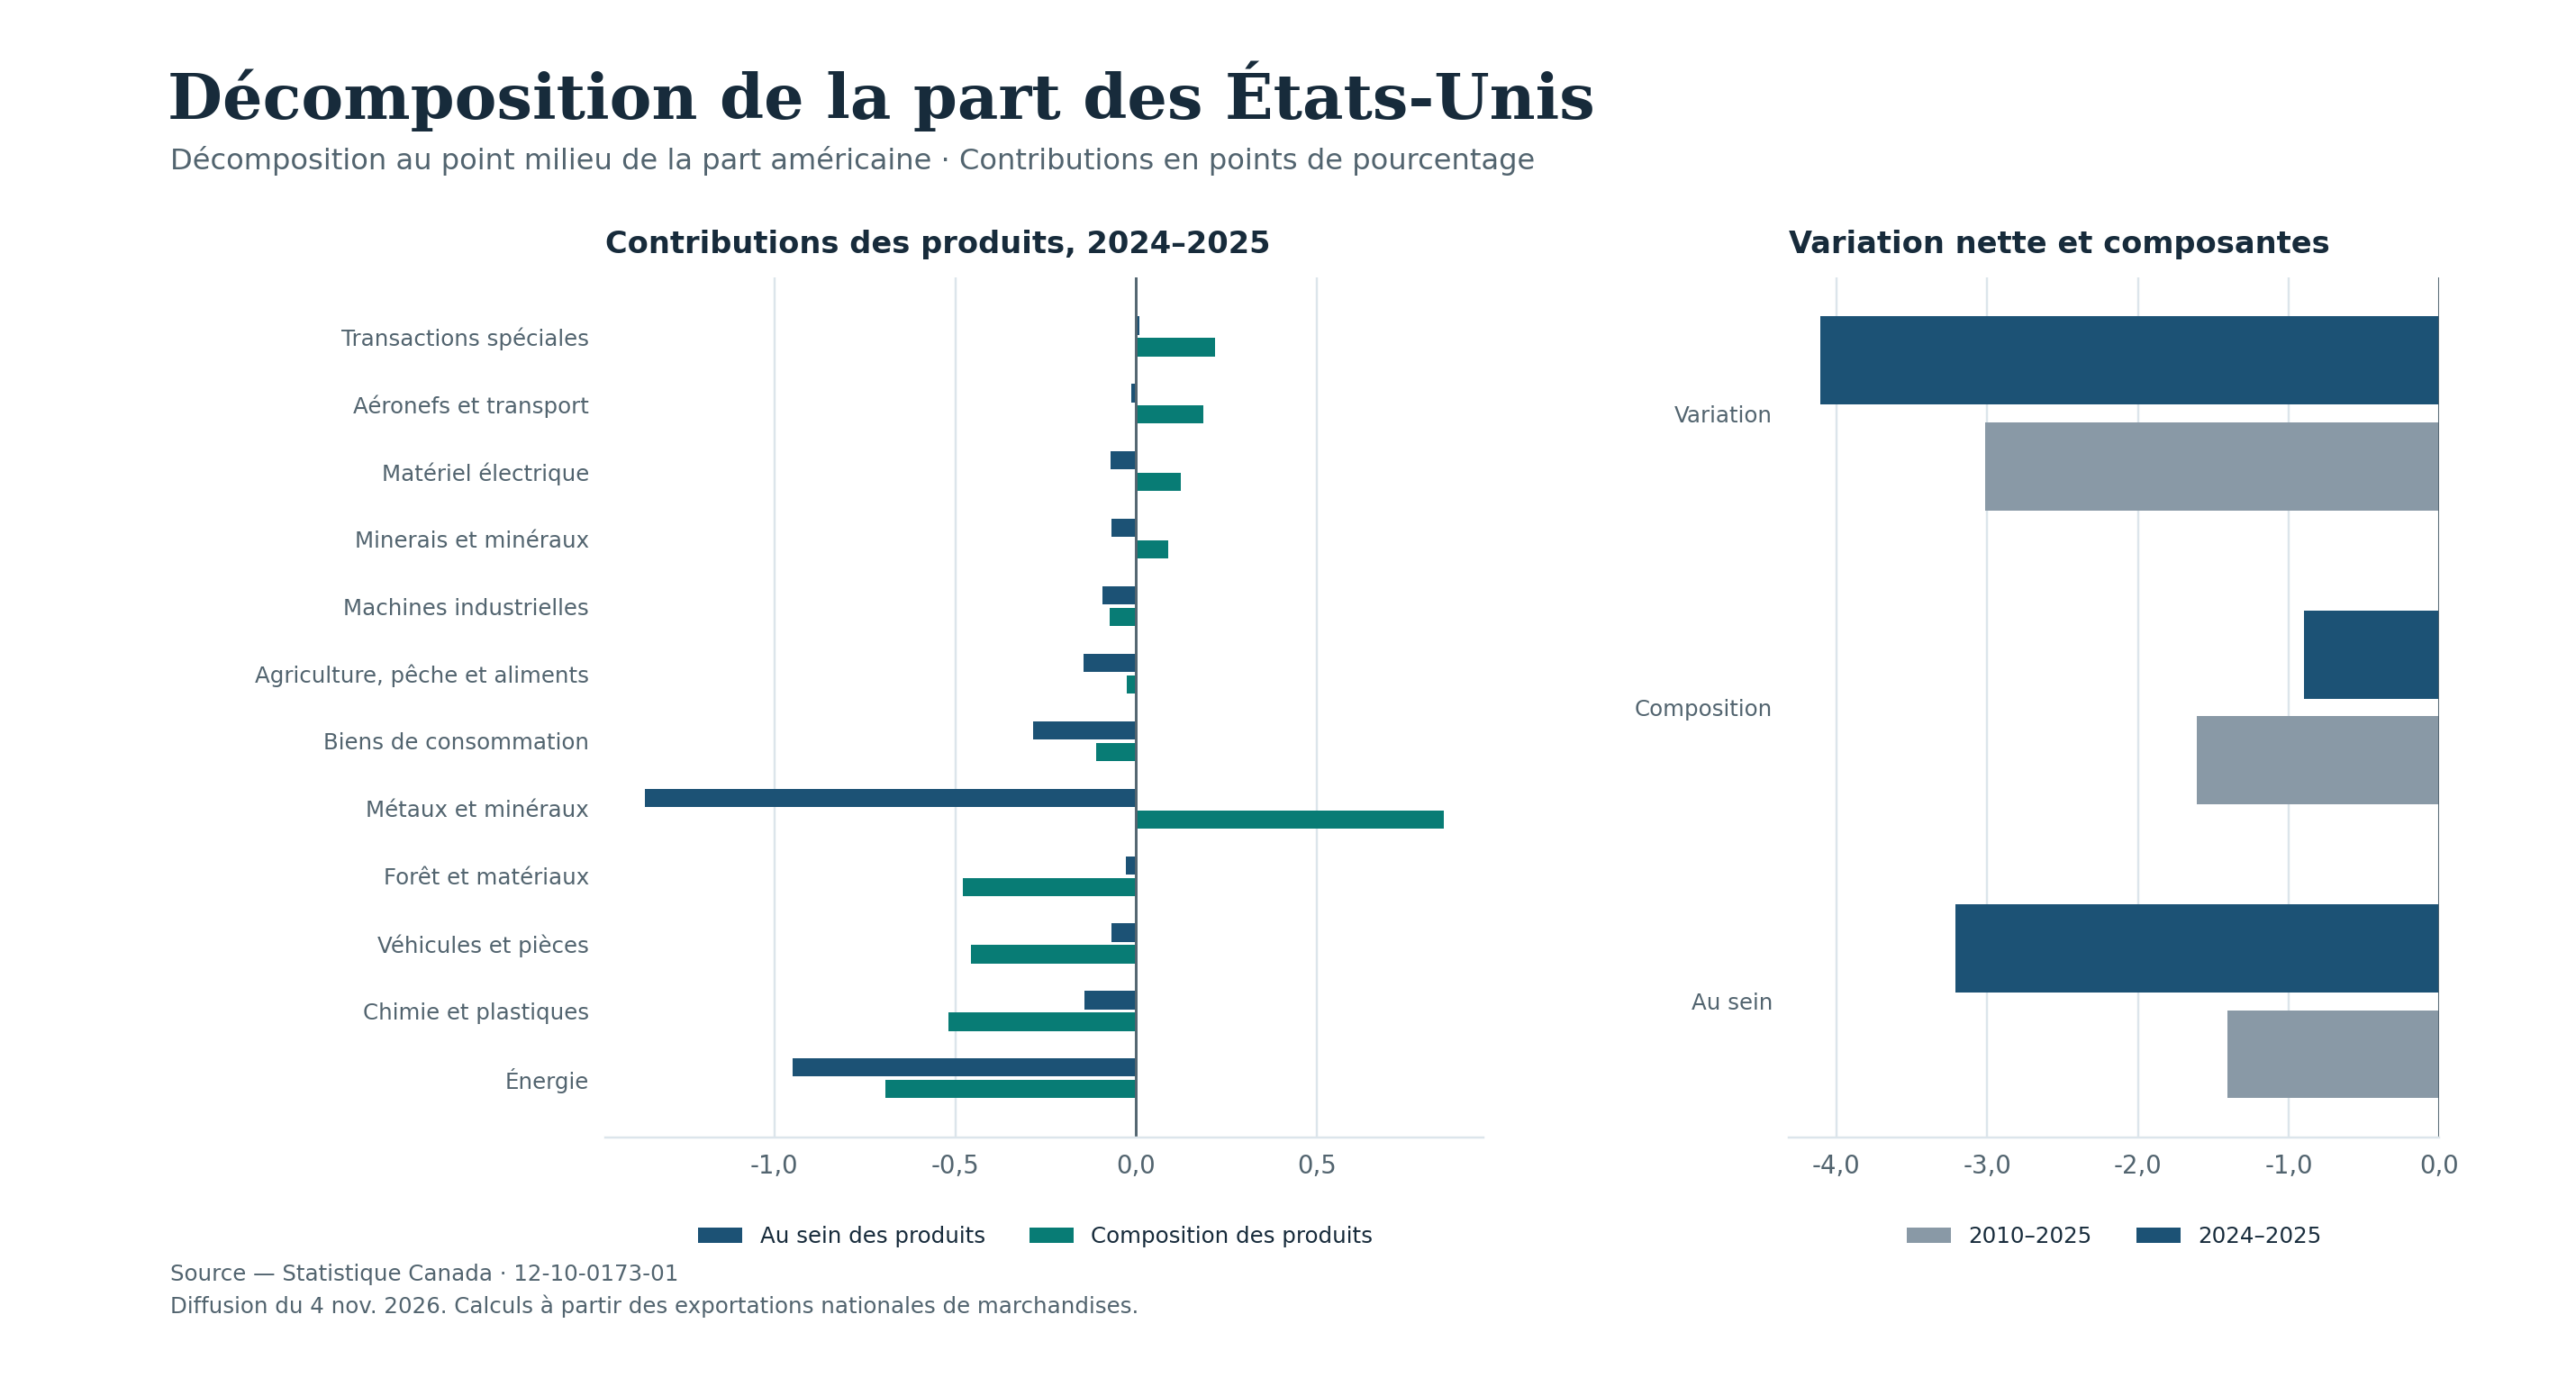 Décomposition de la part des États-Unis
Décomposition au point milieu de la part américaine · Contributions en points de pourcentage
Contributions des produits, 2024–2025
Transactions spéciales
Aéronefs et transport
Matériel électrique
Minerais et minéraux
Machines industrielles
Agriculture, pêche et aliments
Biens de consommation
Métaux et minéraux
Forêt et matériaux
Véhicules et pièces
Chimie et plastiques
Énergie
-1,0 -0,5 0,0 0,5
Au sein des produits Composition des produits
Variation nette et composantes
Variation
Composition
Au sein
-4,0 -3,0 -2,0 -1,0 0,0
2010–2025 2024–2025
Source — Statistique Canada · 12-10-0173-01
Diffusion du 4 nov. 2026. Calculs à partir des exportations nationales de marchandises.